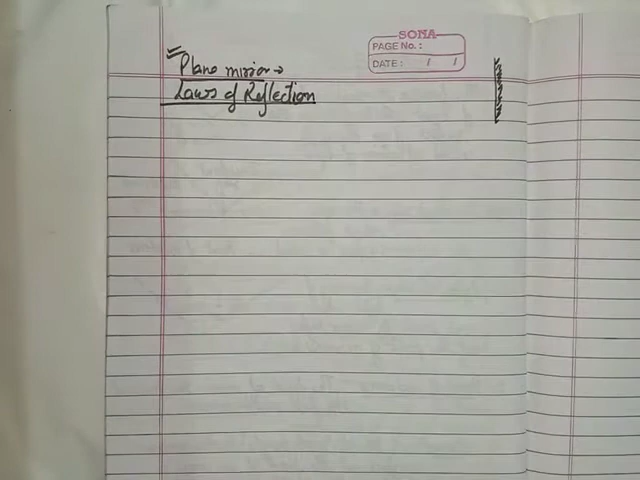 SONA
PAGE No.:
DATE: / /
Plane mirror →
Laws of Reflection